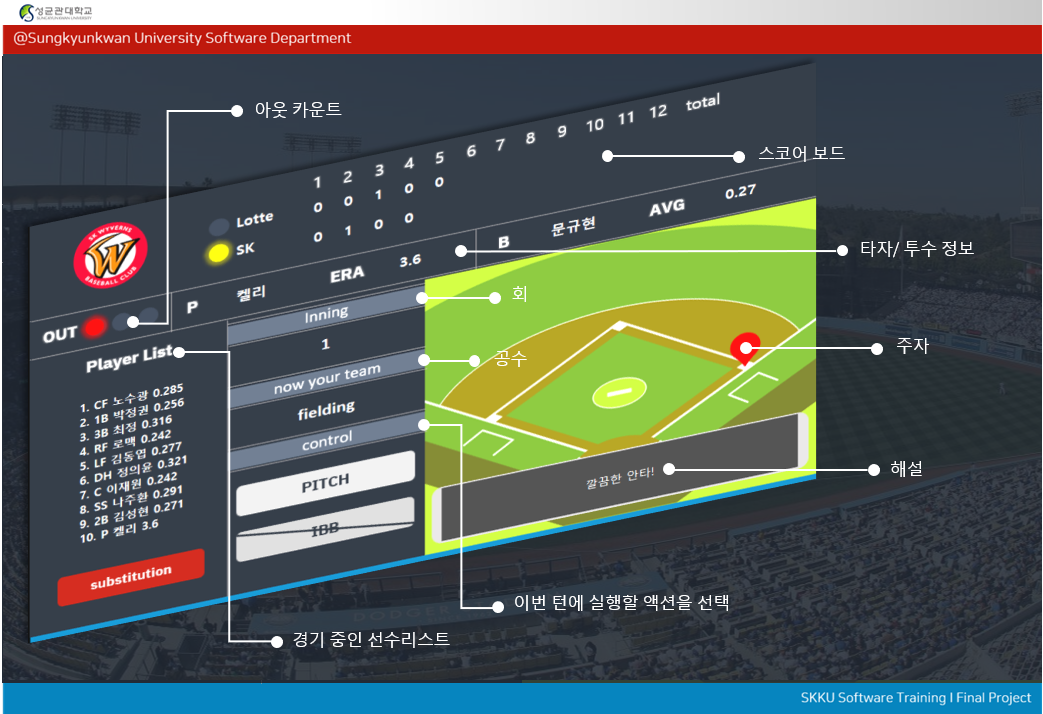 성균관대학교
SUNGKYUNKWAN UNIVERSITY
@Sungkyunkwan University Software Department
아웃 카운트
1 2 3 4 5 6 7 8 9 10 11 12 total
스코어 보드
Lotte 0 0 1 0 0
SK 0 1 0 0
SK WYVERNS
W
BASEBALL CLUB
OUT
P 켈리 ERA 3.6
B 문규현 AVG 0.27
타자/ 투수 정보
회
Inning
1
공수
now your team
fielding
control
PITCH
IBB
주자
해설
깔끔한 안타!
Player List
1. CF 노수광 0.285
2. 1B 박정권 0.256
3. 3B 최정 0.316
4. RF 로맥 0.242
5. LF 김동엽 0.277
6. DH 정의윤 0.321
7. C 이재원 0.242
8. SS 나주환 0.291
9. 2B 김성현 0.271
10. P 켈리 3.6
substitution
이번 턴에 실행할 액션을 선택
경기 중인 선수리스트
SKKU Software Training I Final Project